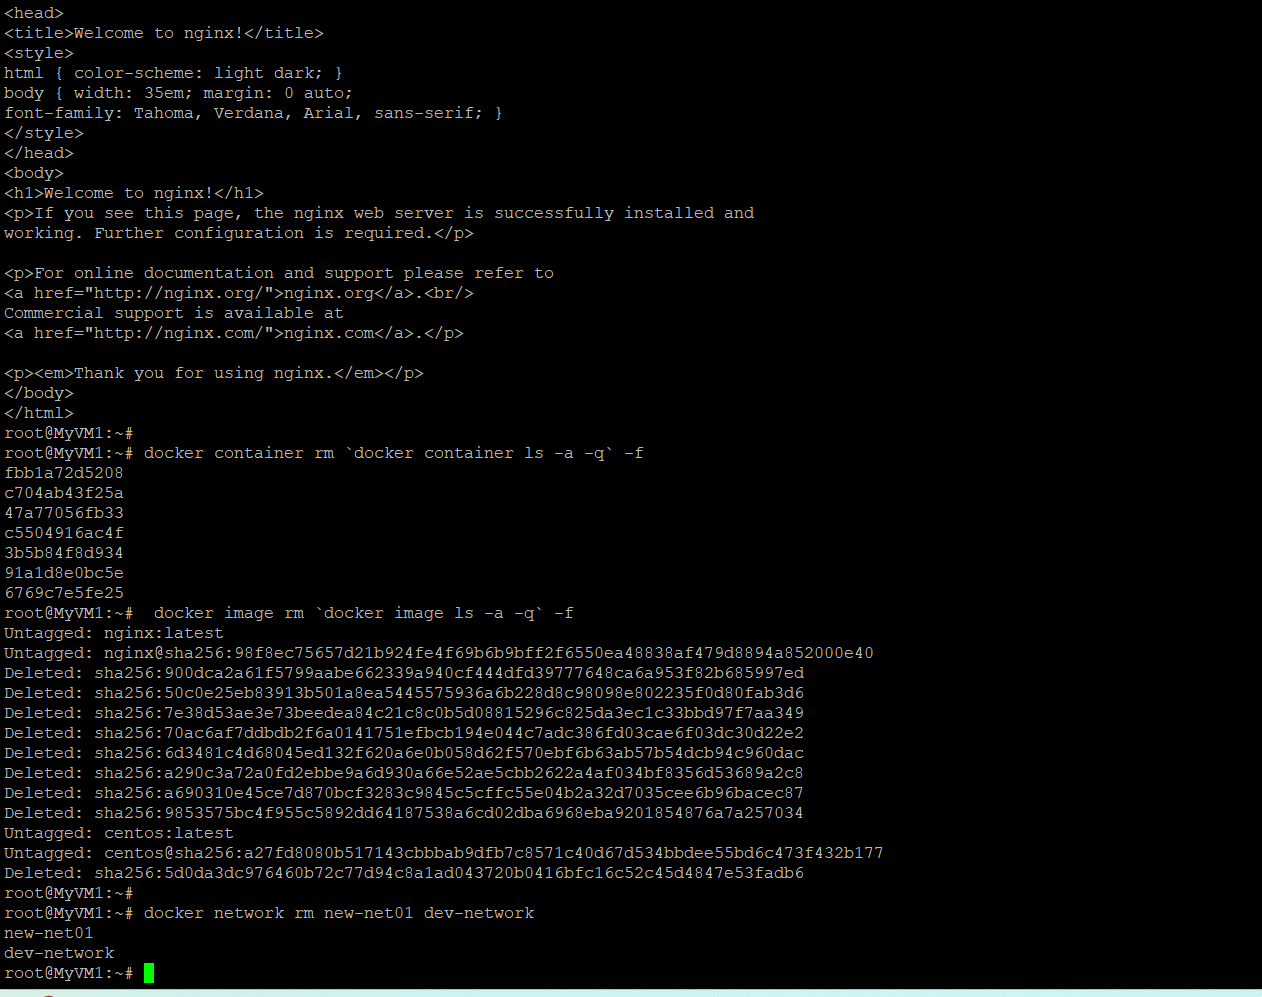 <head>
<title>Welcome to nginx!</title>
<style>
html { color-scheme: light dark; }
body { width: 35em; margin: 0 auto;
font-family: Tahoma, Verdana, Arial, sans-serif; }
</style>
</head>
<body>
<h1>Welcome to nginx!</h1>
<p>If you see this page, the nginx web server is successfully installed and
working. Further configuration is required.</p>

<p>For online documentation and support please refer to
<a href="http://nginx.org/">nginx.org</a>.<br/>
Commercial support is available at
<a href="http://nginx.com/">nginx.com</a>.</p>

<p><em>Thank you for using nginx.</em></p>
</body>
</html>
root@MyVM1:~#
root@MyVM1:~# docker container rm `docker container ls -a -q` -f
fbb1a72d5208
c704ab43f25a
47a77056fb33
c5504916ac4f
3b5b84f8d934
91a1d8e0bc5e
6769c7e5fe25
root@MyVM1:~#  docker image rm `docker image ls -a -q` -f
Untagged: nginx:latest
Untagged: nginx@sha256:98f8ec75657d21b924fe4f69b6b9bff2f6550ea48838af479d8894a852000e40
Deleted: sha256:900dca2a61f5799aabe662339a940cf444dfd39777648ca6a953f82b685997ed
Deleted: sha256:50c0e25eb83913b501a8ea5445575936a6b228d8c98098e802235f0d80fab3d6
Deleted: sha256:7e38d53ae3e73beedea84c21c8c0b5d08815296c825da3ec1c33bbd97f7aa349
Deleted: sha256:70ac6af7ddbdb2f6a0141751efbcb194e044c7adc386fd03cae6f03dc30d22e2
Deleted: sha256:6d3481c4d68045ed132f620a6e0b058d62f570ebf6b63ab57b54dcb94c960dac
Deleted: sha256:a290c3a72a0fd2ebbe9a6d930a66e52ae5cbb2622a4af034bf8356d53689a2c8
Deleted: sha256:a690310e45ce7d870bcf3283c9845c5cffc55e04b2a32d7035cee6b96bacec87
Deleted: sha256:9853575bc4f955c5892dd64187538a6cd02dba6968eba9201854876a7a257034
Untagged: centos:latest
Untagged: centos@sha256:a27fd8080b517143cbbbab9dfb7c8571c40d67d534bbdee55bd6c473f432b177
Deleted: sha256:5d0da3dc976460b72c77d94c8a1ad043720b0416bfc16c52c45d4847e53fadb6
root@MyVM1:~#
root@MyVM1:~# docker network rm new-net01 dev-network
new-net01
dev-network
root@MyVM1:~#